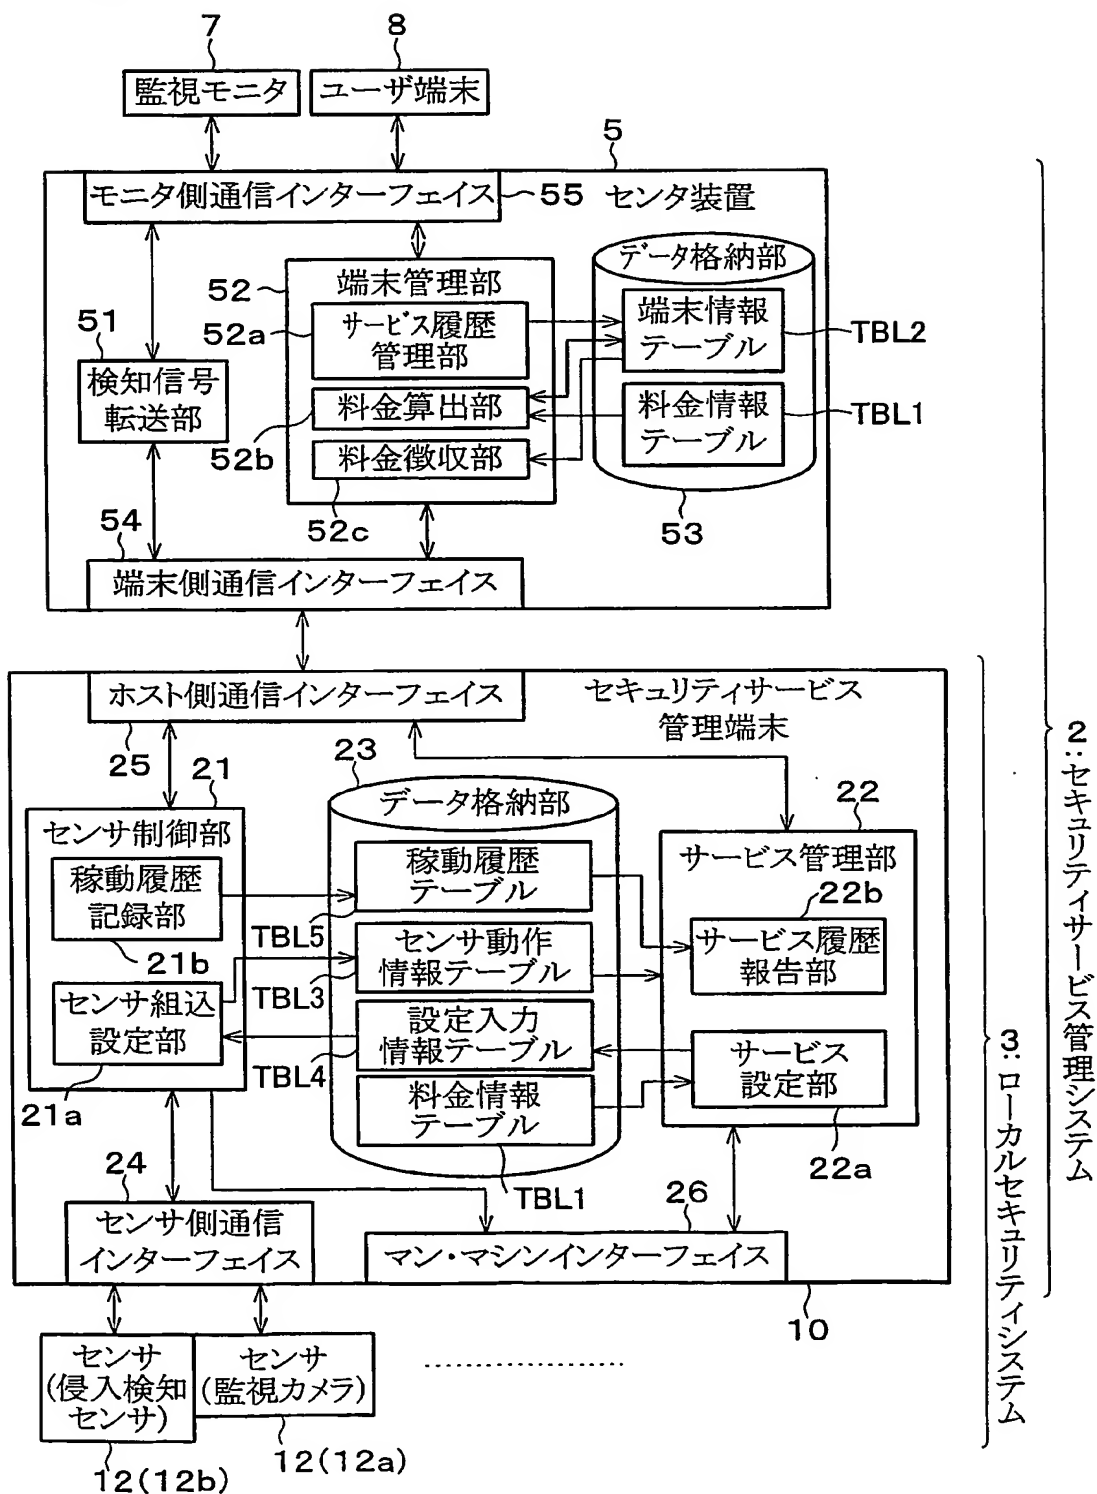 7
8
監視モニタ
ユーザ端末
5
モニタ側通信インターフェイス
55
センタ装置
データ格納部
52
端末管理部
52a
サービス履歴
管理部
端末情報
テーブル
TBL2
51
検知信号
転送部
料金算出部
52b
料金情報
テーブル
TBL1
料金徴収部
52c
53
54
端末側通信インターフェイス
ホスト側通信インターフェイス
セキュリティサービス
管理端末
25
21
23
データ格納部
22
センサ制御部
サービス管理部
稼動履歴
記録部
稼動履歴
テーブル
22b
TBL5
21b
センサ動作
情報テーブル
サービス履歴
報告部
TBL3
センサ組込
設定部
設定入力
情報テーブル
サービス
設定部
TBL4
21a
料金情報
テーブル
22a
24
TBL1
26
センサ側通信
インターフェイス
マン・マシンインターフェイス
10
センサ
(侵入検知
センサ)
センサ
(監視カメラ)
12(12b)
12(12a)
2:セキュリティサービス管理システム
3:ローカルセキュリティシステム